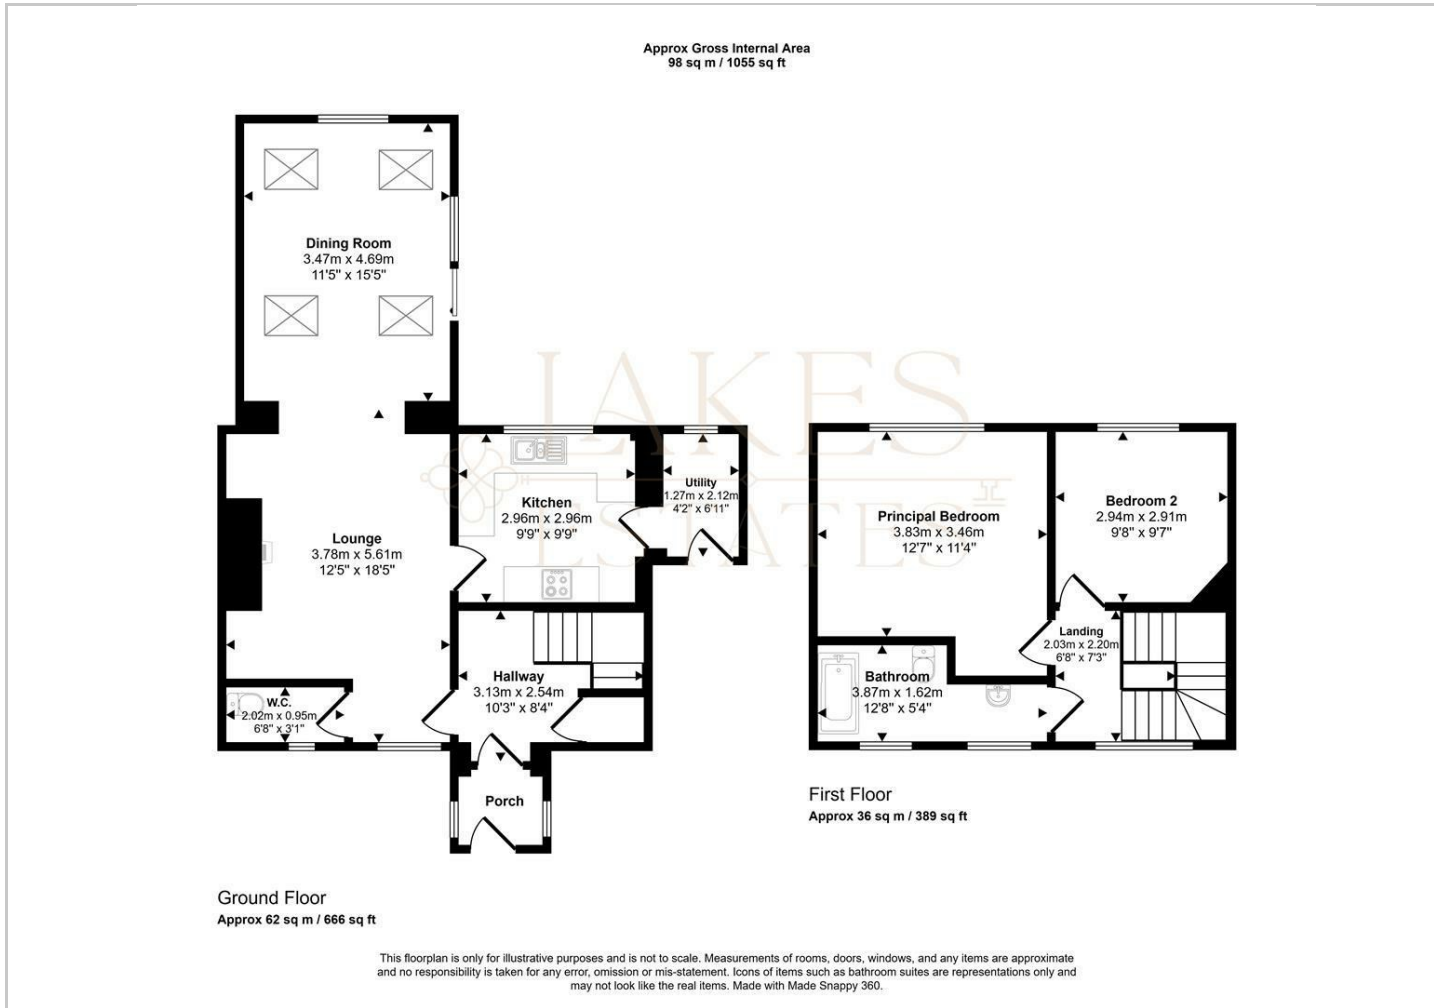 Approx Gross Internal Area
98 sq m / 1055 sq ft
Dining Room
3.47m x 4.69m
11'5" x 15'5"
Kitchen
2.96m x 2.96m
9'9" x 9'9"
Utility
1.27m x 2.12m
4'2" x 6'11"
Lounge
3.78m x 5.61m
12'5" x 18'5"
Hallway
3.13m x 2.54m
10'3" x 8'4"
W.C.
2.02m x 0.95m
6'8" x 3'1"
Porch
Ground Floor
Approx 62 sq m / 666 sq ft
Principal Bedroom
3.83m x 3.46m
12'7" x 11'4"
Bedroom 2
2.94m x 2.91m
9'8" x 9'7"
Landing
2.03m x 2.20m
6'8" x 7'3"
Bathroom
3.87m x 1.62m
12'8" x 5'4"
First Floor
Approx 36 sq m / 389 sq ft
LAKES
ESTATES
This floorplan is only for illustrative purposes and is not to scale. Measurements of rooms, doors, windows, and any items are approximate
and no responsibility is taken for any error, omission or mis-statement. Icons of items such as bathroom suites are representations only and
may not look like the real items. Made with Made Snappy 360.